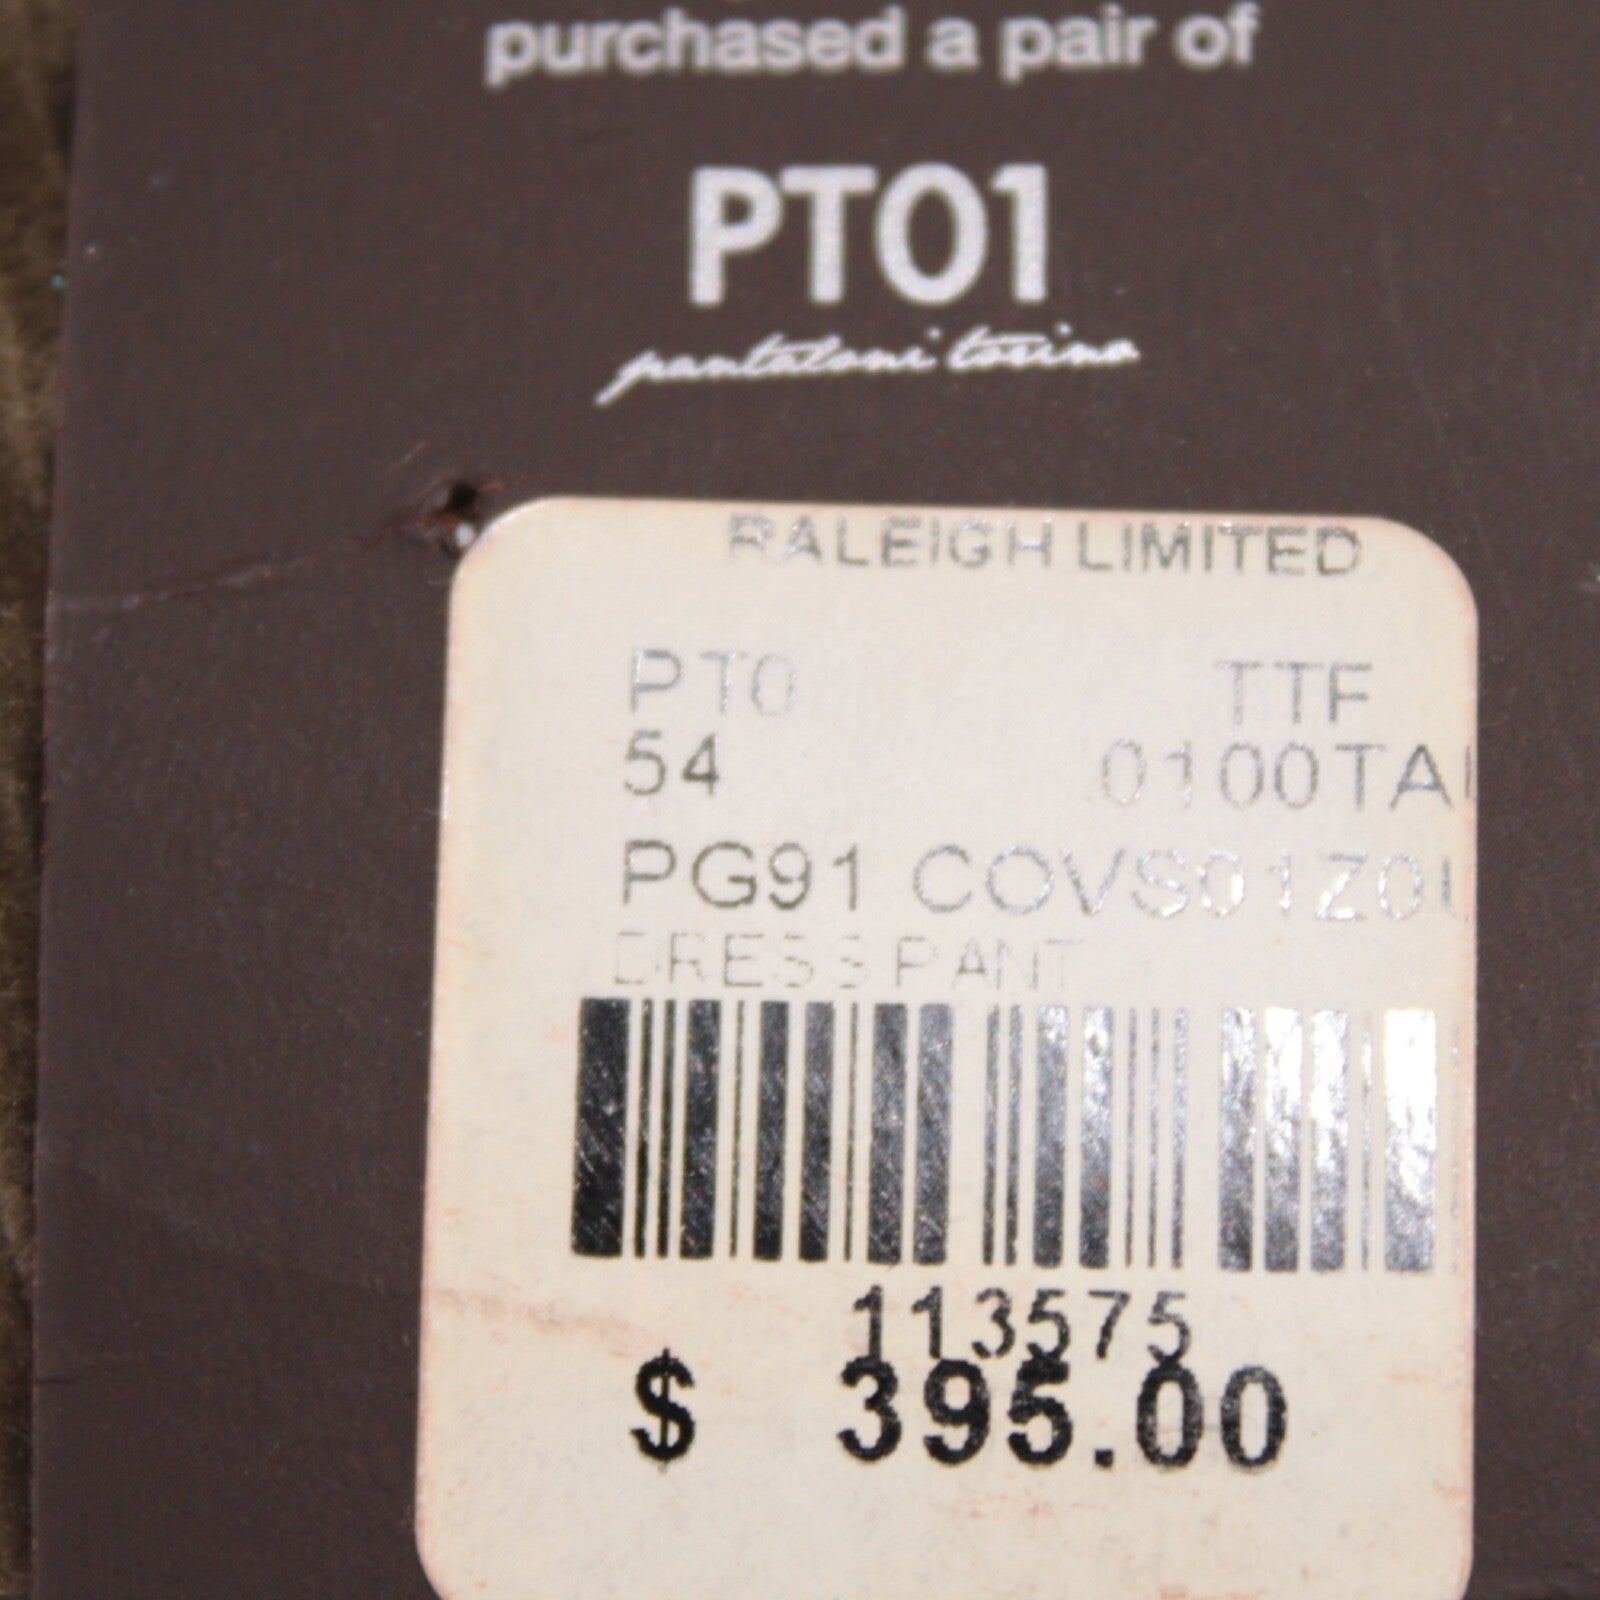 purchased a pair of
PT01
pantaloni torino
RALEIGH LIMITED
PT0 TTF
54 0100TA
PG91 COVS01Z0
DRESS PANT
113575
$ 395.00